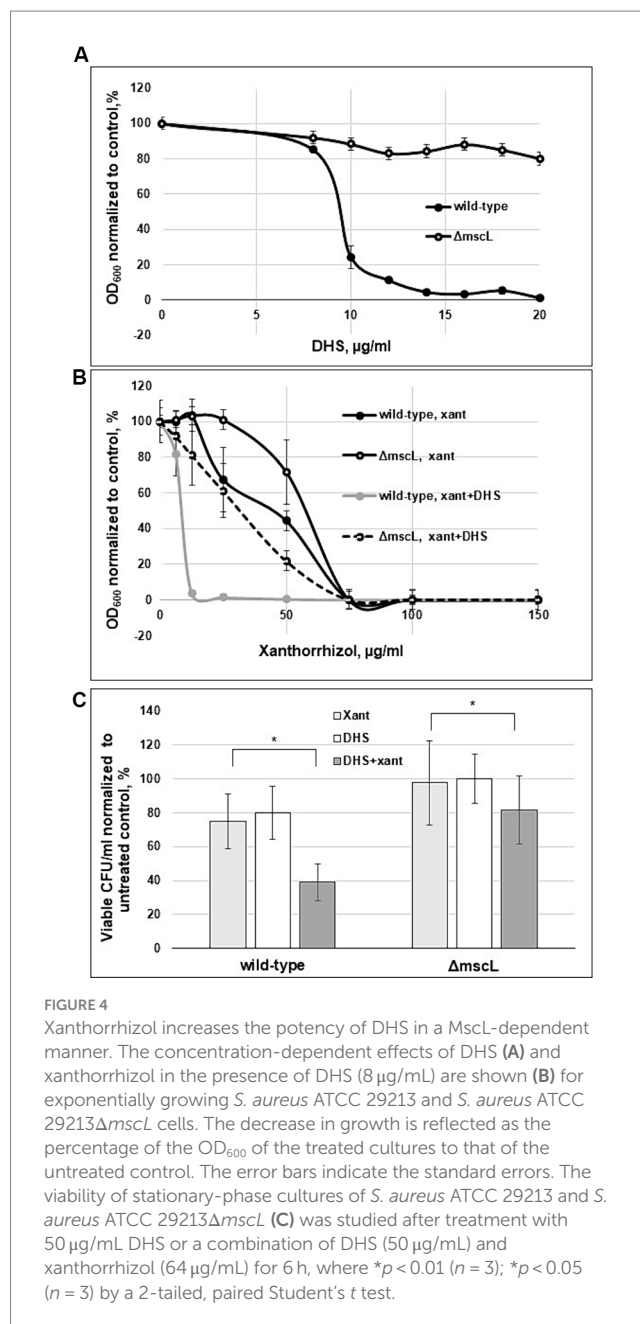 A
120
100
80
60
40
20
0
-20
OD600 normalized to control,%
wild-type
ΔmscL
0
5
10
15
20
DHS, µg/ml
B
120
100
80
60
40
20
0
-20
OD600 normalized to control, %
wild-type, xant
ΔmscL, xant
wild-type, xant+DHS
ΔmscL, xant+DHS
0
50
100
150
Xanthorrhizol, µg/ml
C
140
120
100
80
60
40
20
0
Viable CFU/ml normalized to
untreated control, %
Xant
DHS
DHS+xant
*
*
wild-type
ΔmscL
FIGURE 4
Xanthorrhizol increases the potency of DHS in a MscL-dependent
manner. The concentration-dependent effects of DHS (A) and
xanthorrhizol in the presence of DHS (8 µg/mL) are shown (B) for
exponentially growing S. aureus ATCC 29213 and S. aureus ATCC
29213ΔmscL cells. The decrease in growth is reflected as the
percentage of the OD600 of the treated cultures to that of the
untreated control. The error bars indicate the standard errors. The
viability of stationary-phase cultures of S. aureus ATCC 29213 and S.
aureus ATCC 29213ΔmscL (C) was studied after treatment with
50 µg/mL DHS or a combination of DHS (50 µg/mL) and
xanthorrhizol (64 µg/mL) for 6 h, where *p < 0.01 (n = 3); *p < 0.05
(n = 3) by a 2-tailed, paired Student's t test.